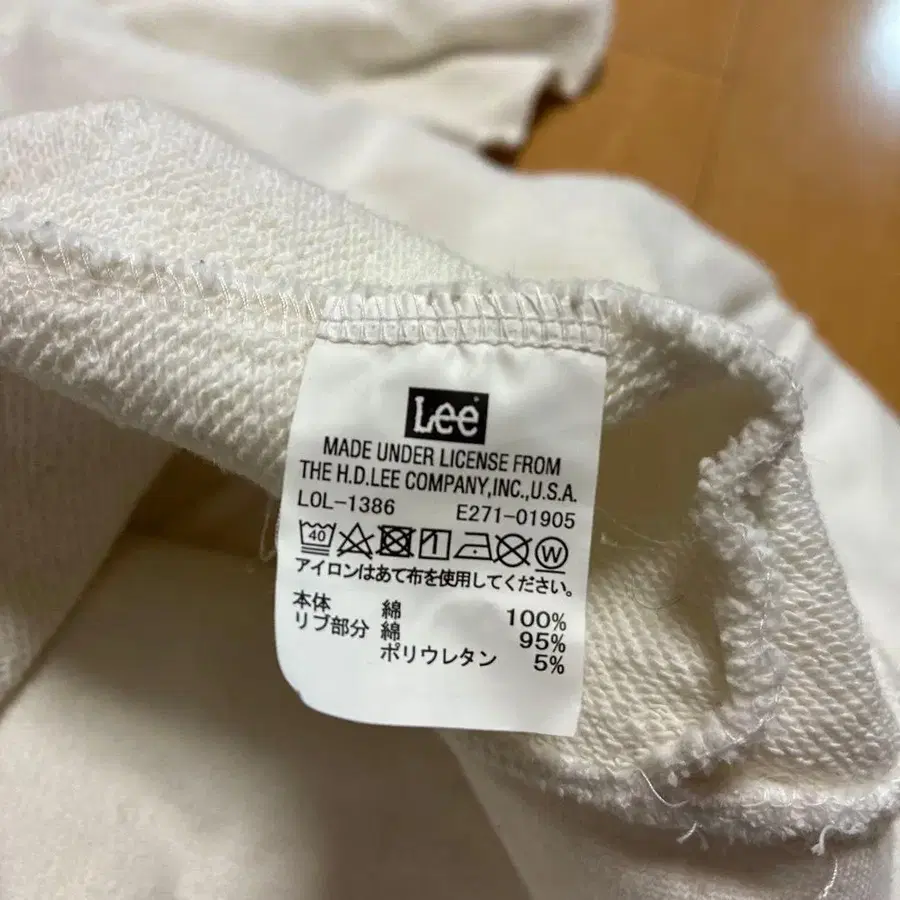 Lee
MADE UNDER LICENSE FROM
THE H.D.LEE COMPANY,INC.,U.S.A.
LOL-1386 E271-01905
40 W
アイロンはあて布を使用してください。
本体 綿 100%
リブ部分 綿 95%
ポリウレタン 5%